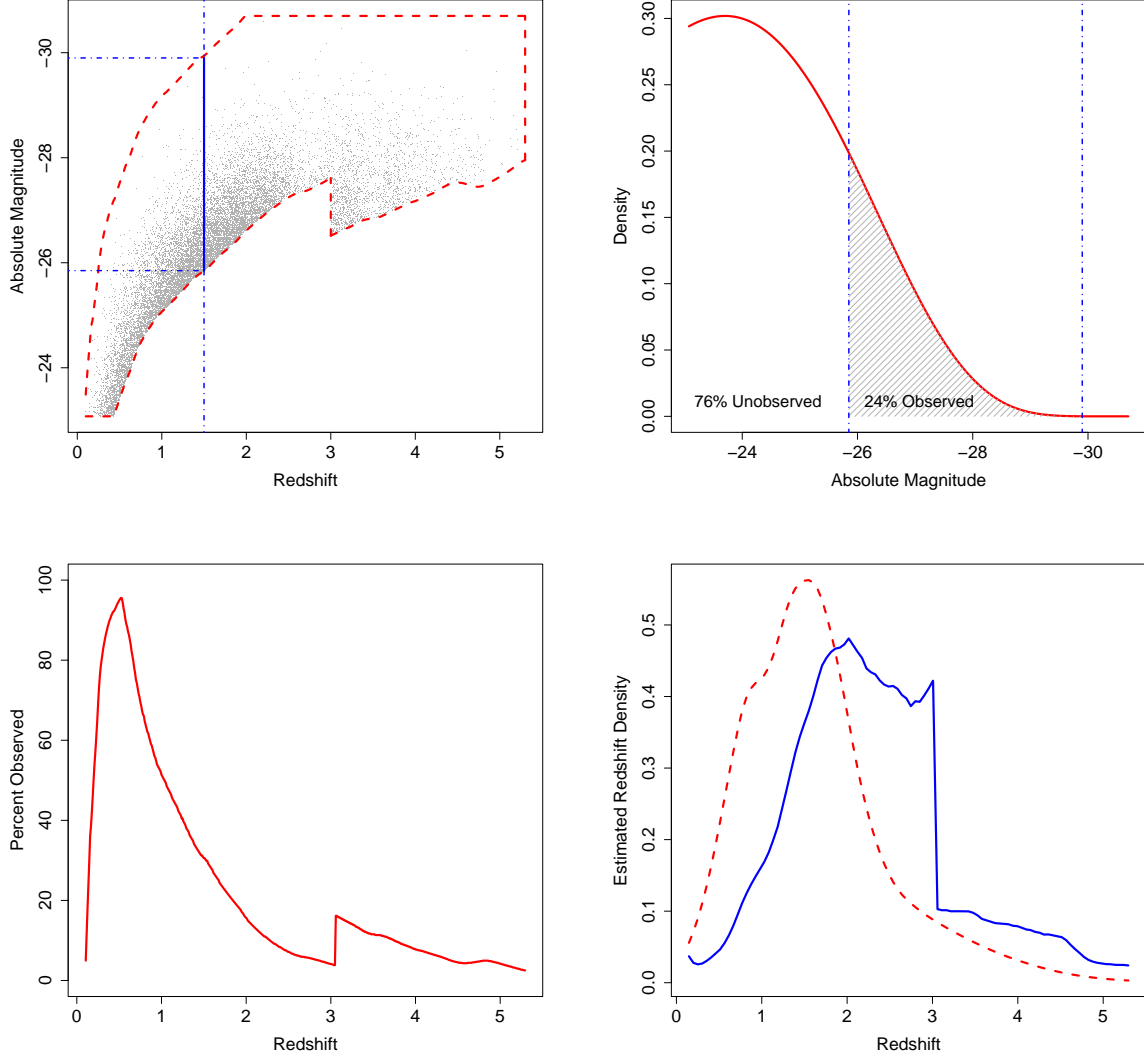 −30
−28
−26
−24
Absolute Magnitude
0 1 2 3 4 5
Redshift
0.30
0.25
0.20
0.15
0.10
0.05
0.00
Density
76% Unobserved
24% Observed
−24 −26 −28 −30
Absolute Magnitude
100
80
60
40
20
0
Percent Observed
0 1 2 3 4 5
Redshift
0.5
0.4
0.3
0.2
0.1
0.0
Estimated Redshift Density
0 1 2 3 4 5
Redshift